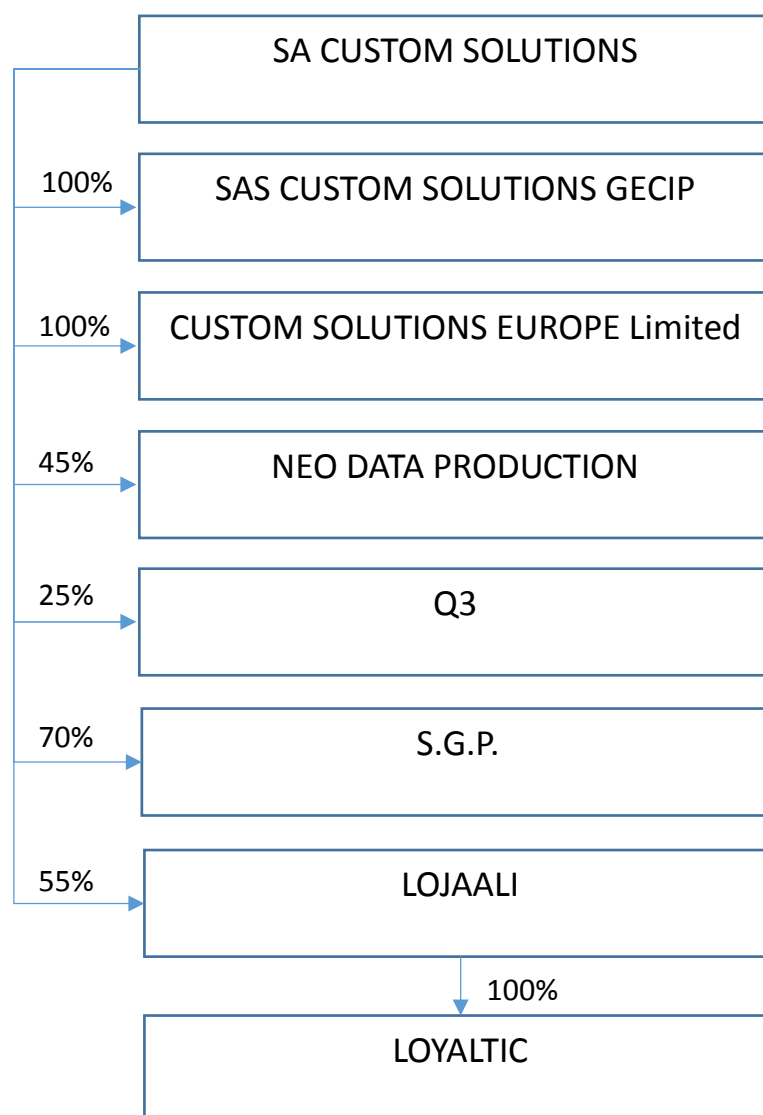 SA CUSTOM SOLUTIONS
100%
SAS CUSTOM SOLUTIONS GECIP
100%
CUSTOM SOLUTIONS EUROPE Limited
45%
NEO DATA PRODUCTION
25%
Q3
70%
S.G.P.
55%
LOJAALI
100%
LOYALTIC